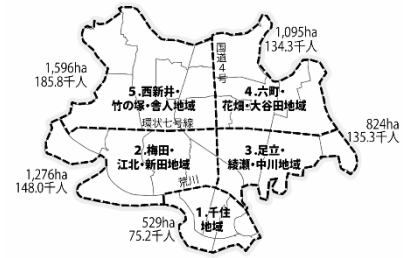 1,095ha
134.3千人
国道4号
1,596ha
185.8千人
5.西新井・
竹の塚・舎人地域
4.六町・
花畑・大谷田地域
環状七号線
824ha
135.3千人
2.梅田・
江北・新田地域
3.足立・
綾瀬・中川地域
1,276ha
148.0千人
荒川
529ha
75.2千人
1.千住
地域